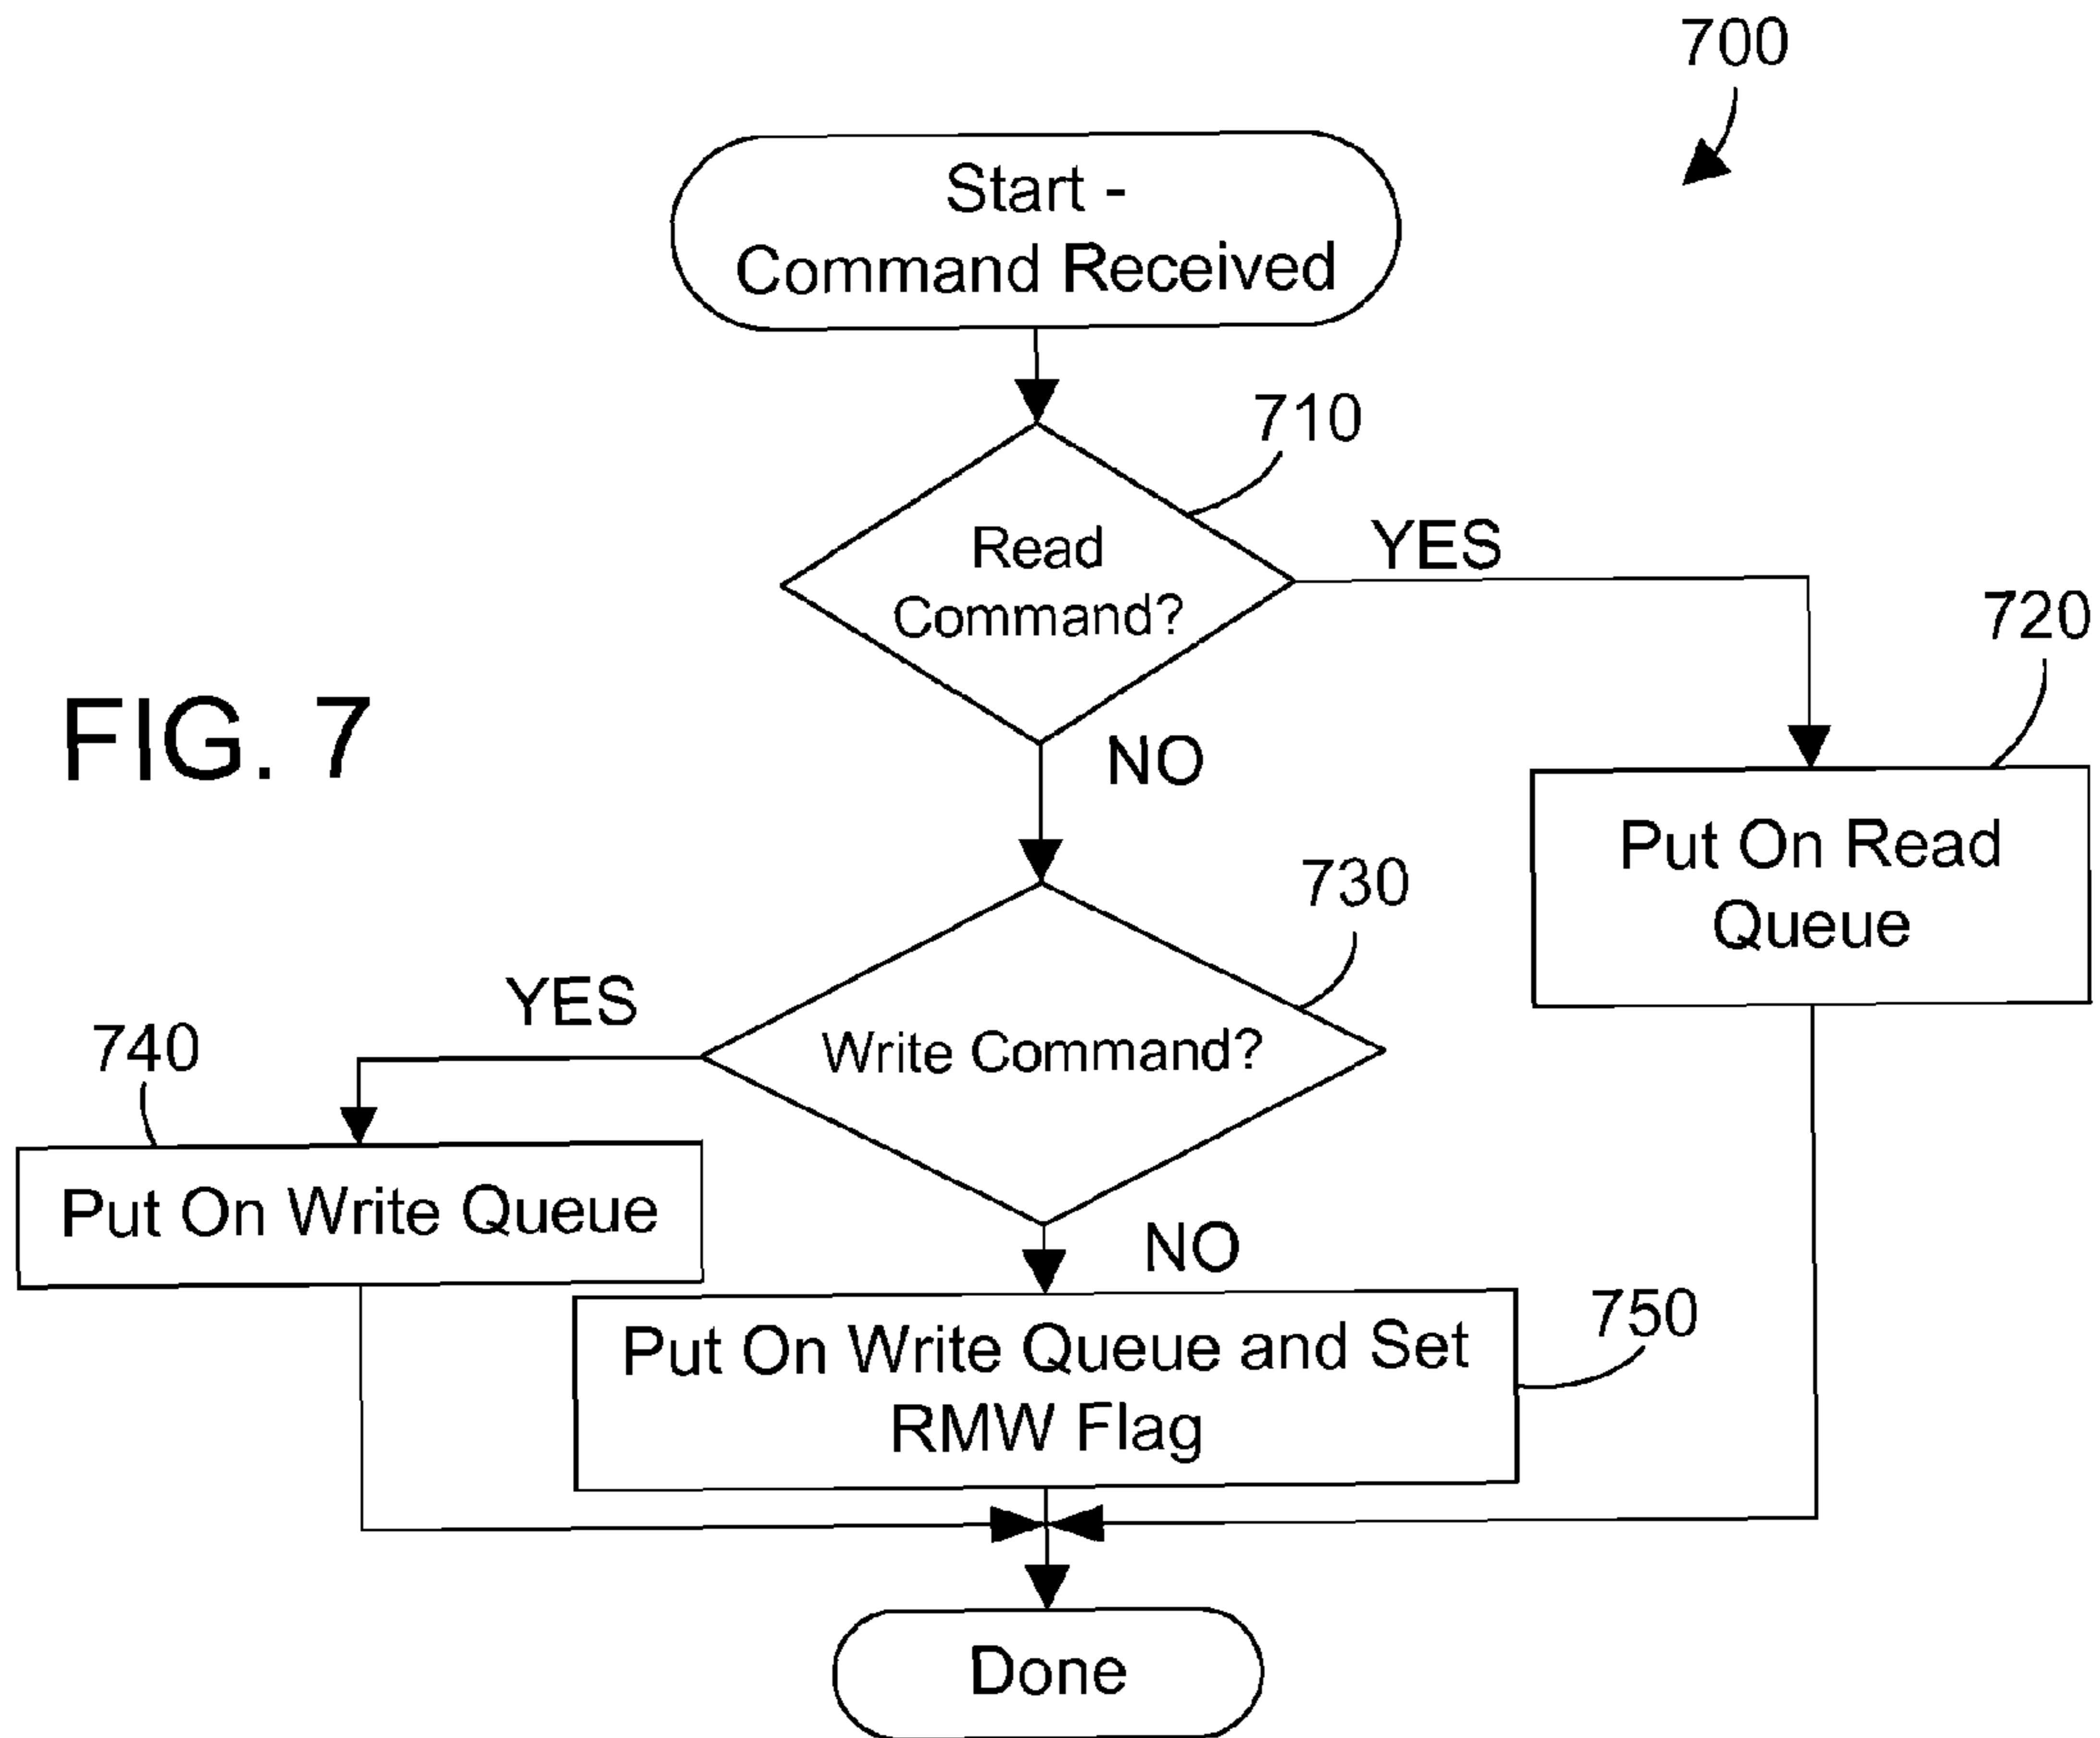 700
Start -
Command Received
710
Read
Command?
YES
720
FIG. 7
NO
Put On Read
Queue
730
YES
Write Command?
740
Put On Write Queue
NO
750
Put On Write Queue and Set
RMW Flag
Done